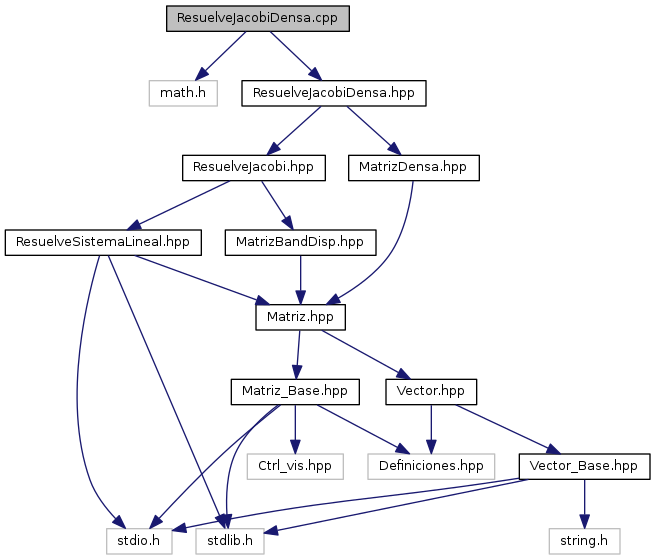 ResuelveJacobiDensa.cpp
math.h
ResuelveJacobiDensa.hpp
ResuelveJacobi.hpp
MatrizDensa.hpp
ResuelveSistemaLineal.hpp
MatrizBandDisp.hpp
Matriz.hpp
Matriz_Base.hpp
Vector.hpp
Ctrl_vis.hpp
Definiciones.hpp
Vector_Base.hpp
stdio.h
stdlib.h
string.h